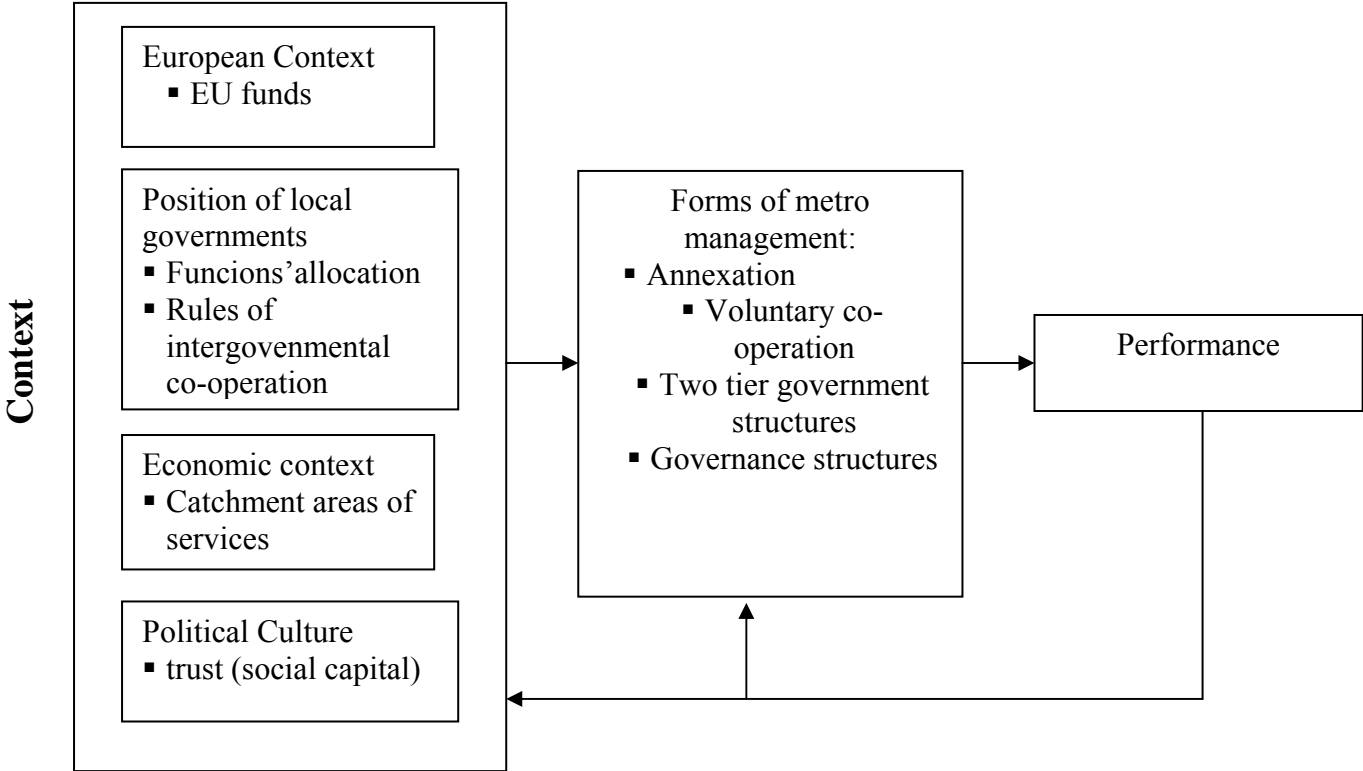 Context
European Context
▪ EU funds
Position of local
governments
▪ Funcions’allocation
▪ Rules of
intergovenmental
co-operation
Economic context
▪ Catchment areas of
services
Political Culture
▪ trust (social capital)
Forms of metro
management:
▪ Annexation
▪ Voluntary co-
operation
▪ Two tier government
structures
▪ Governance structures
Performance